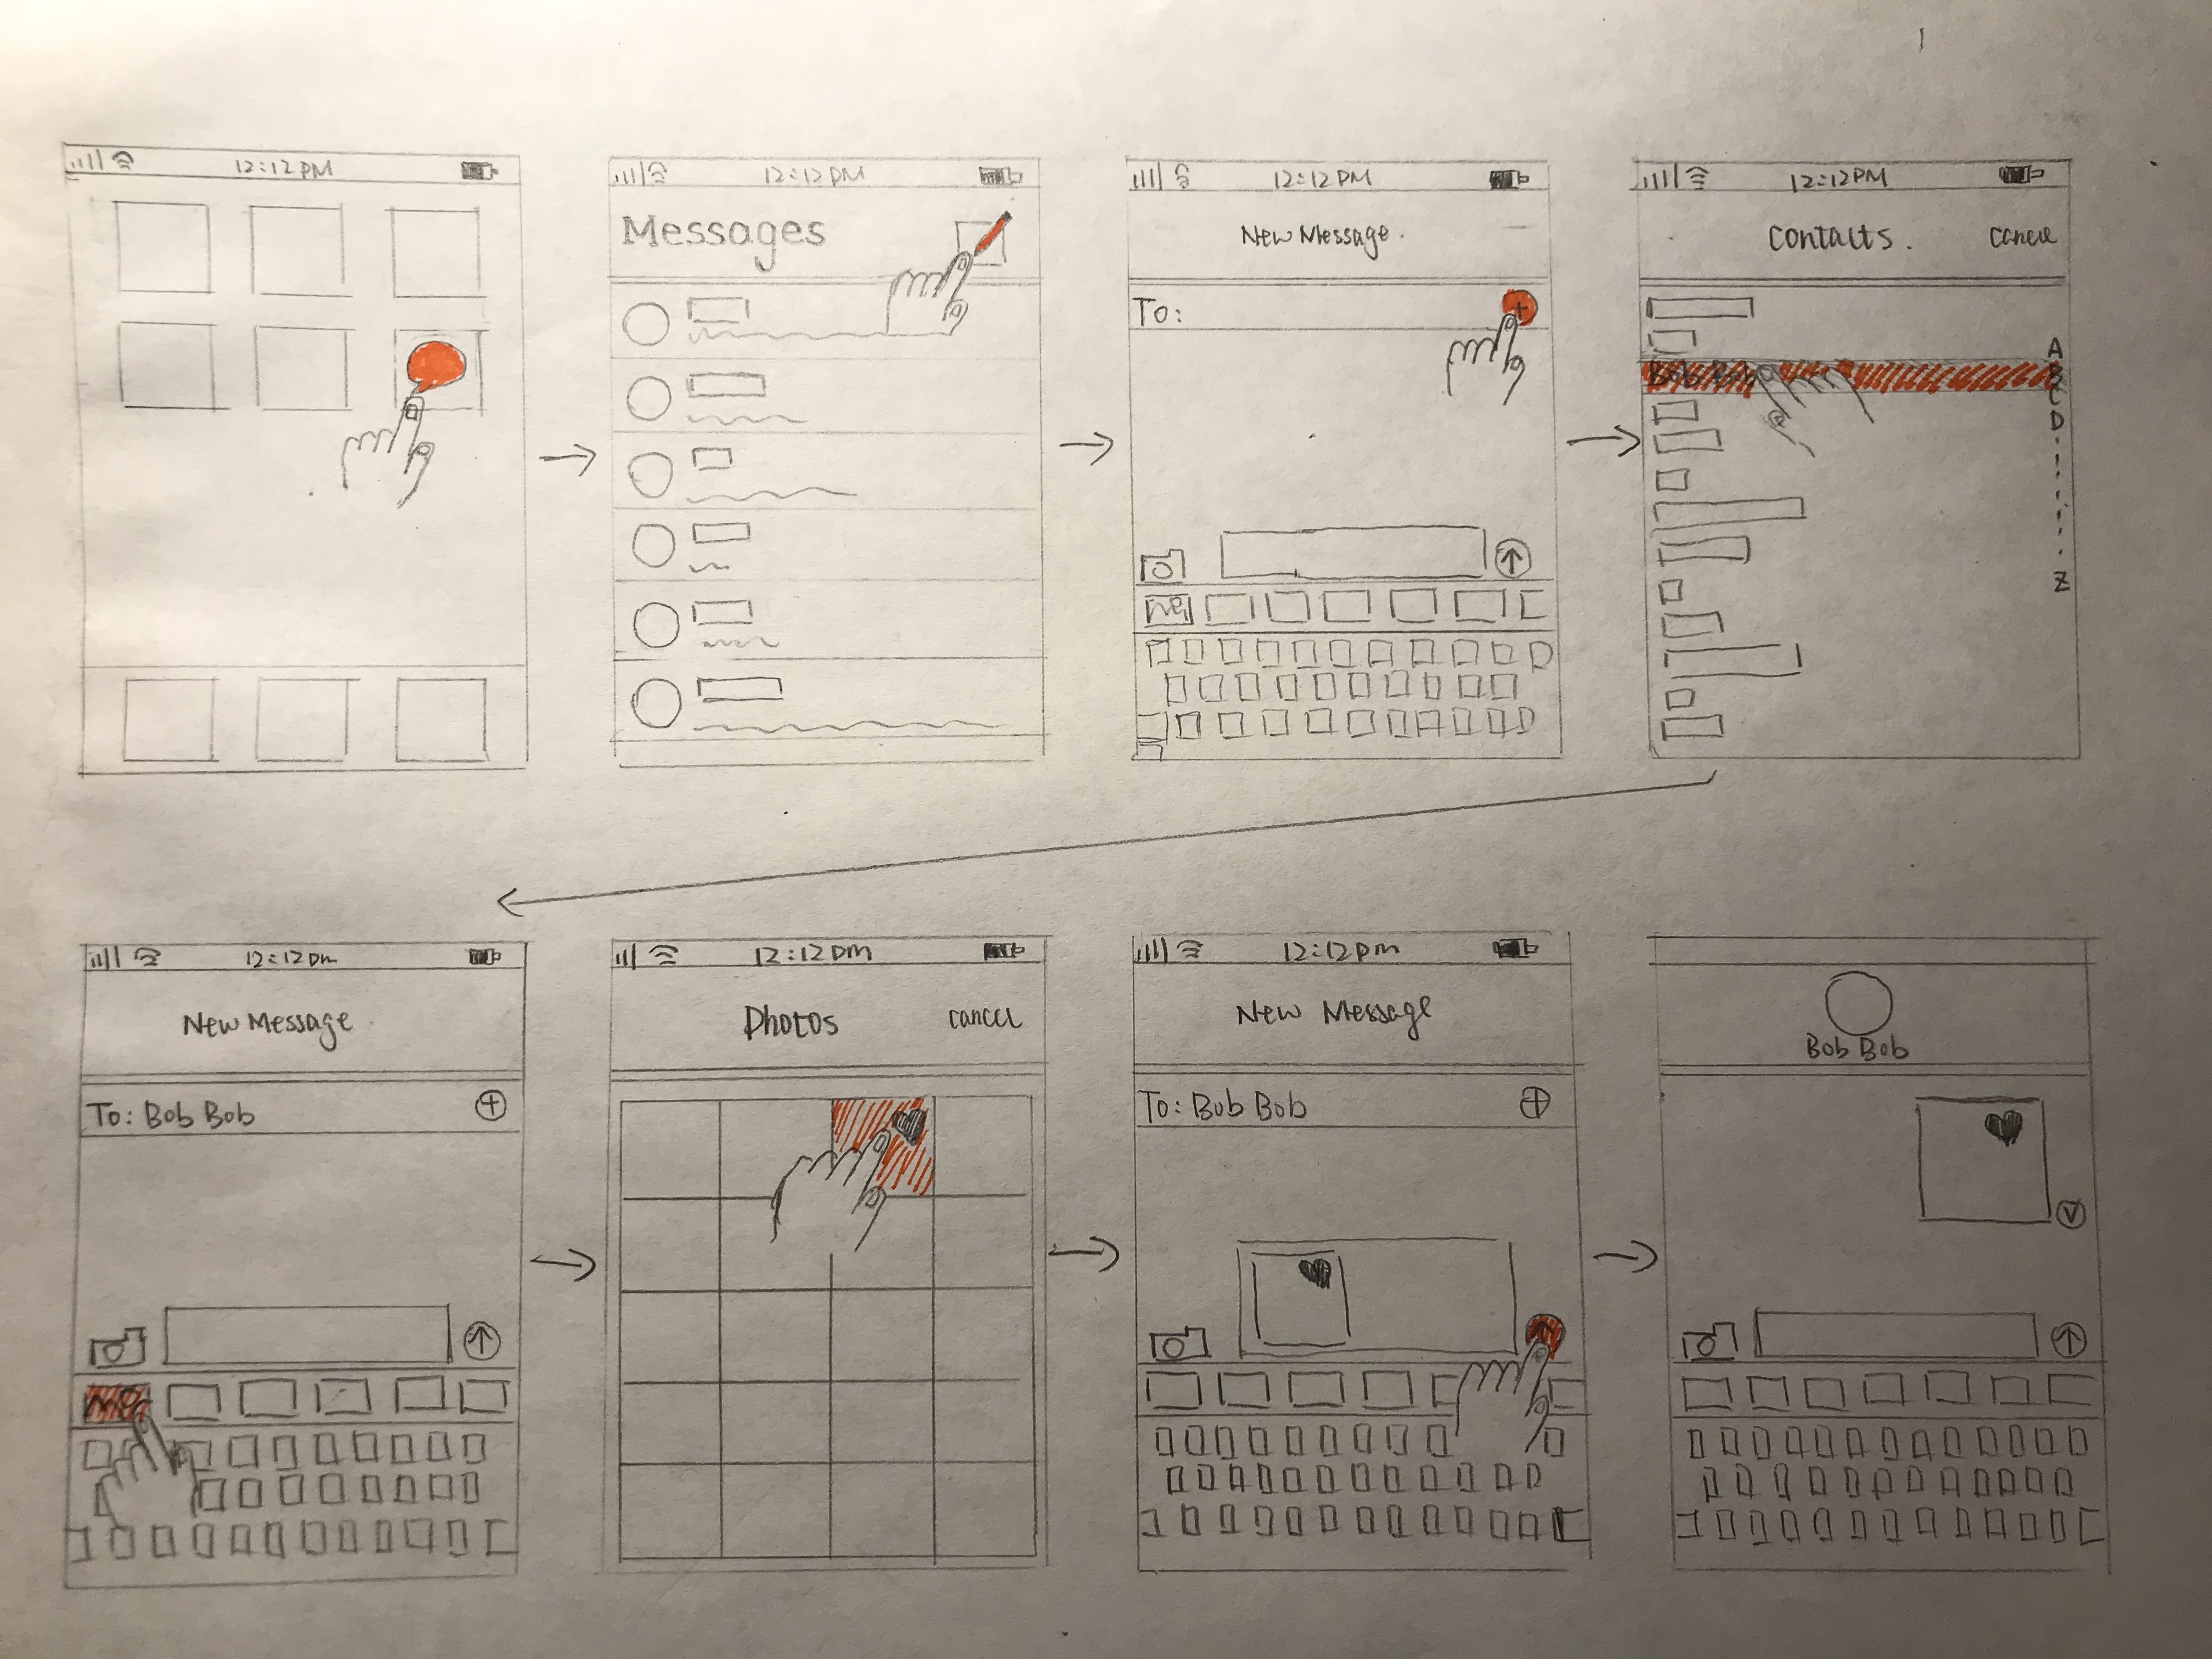 12:12 PM
12:12 PM
Messages
12:12 PM
New Message.
To:
+
12:12 PM
Contacts.
Cancel
A
Bob Bob
B
C
D
Z
12:12 PM
New Message
To: Bob Bob
+
12:12 PM
Photos
Cancel
12:12 PM
New Message
To: Bob Bob
+
Bob Bob